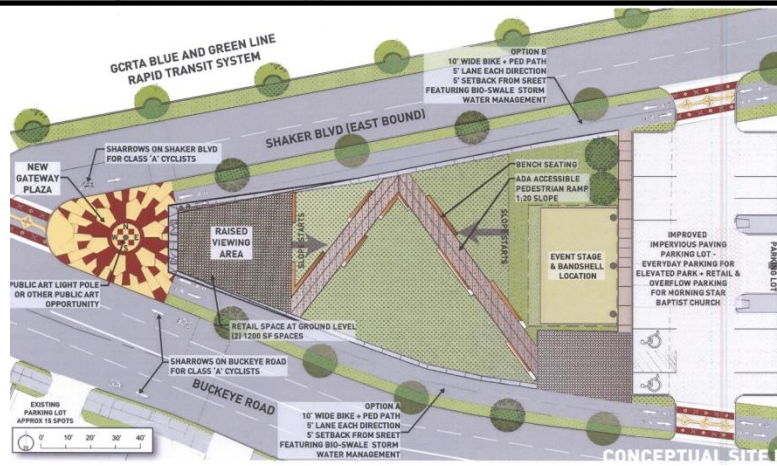 GCRTA BLUE AND GREEN LINE
RAPID TRANSIT SYSTEM
OPTION B
10' WIDE BIKE + PED PATH
5' LANE EACH DIRECTION
5' SETBACK FROM SREET
FEATURING BIO-SWALE STORM
WATER MANAGEMENT
SHAKER BLVD (EAST BOUND)
SHARROWS ON SHAKER BLVD
FOR CLASS 'A' CYCLISTS
NEW
GATEWAY
PLAZA
BENCH SEATING
ADA ACCESSIBLE
PEDESTRIAN RAMP
1:20 SLOPE
RAISED
VIEWING
AREA
SLOPE STARTS
SLOPE STARTS
EVENT STAGE
& BANDSHELL
LOCATION
IMPROVED
IMPERVIOUS PAVING
PARKING LOT -
EVERYDAY PARKING FOR
ELEVATED PARK + RETAIL &
OVERFLOW PARKING
FOR MORNING STAR
BAPTIST CHURCH
PARKING LOT
PUBLIC ART LIGHT POLE
OR OTHER PUBLIC ART
OPPORTUNITY
RETAIL SPACE AT GROUND LEVEL
(2) 1200 SF SPACES
SHARROWS ON BUCKEYE ROAD
FOR CLASS 'A' CYCLISTS
BUCKEYE ROAD
EXISTING
PARKING LOT
APPROX 15 SPOTS
OPTION A
10' WIDE BIKE + PED PATH
5' LANE EACH DIRECTION
5' SETBACK FROM SREET
FEATURING BIO-SWALE STORM
WATER MANAGEMENT
0' 10' 20' 30' 40'
CONCEPTUAL SITE